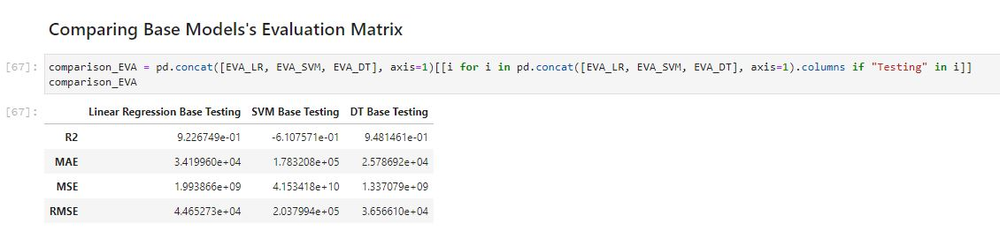 Comparing Base Models's Evaluation Matrix
[67]: comparison_EVA = pd.concat([EVA_LR, EVA_SVM, EVA_DT], axis=1)[[i for i in pd.concat([EVA_LR, EVA_SVM, EVA_DT], axis=1).columns if "Testing" in i]]
comparison_EVA
[67]: Linear Regression Base Testing SVM Base Testing DT Base Testing
R2 9.226749e-01 -6.107571e-01 9.481461e-01
MAE 3.419960e+04 1.783208e+05 2.578692e+04
MSE 1.993866e+09 4.153418e+10 1.337079e+09
RMSE 4.465273e+04 2.037994e+05 3.656610e+04